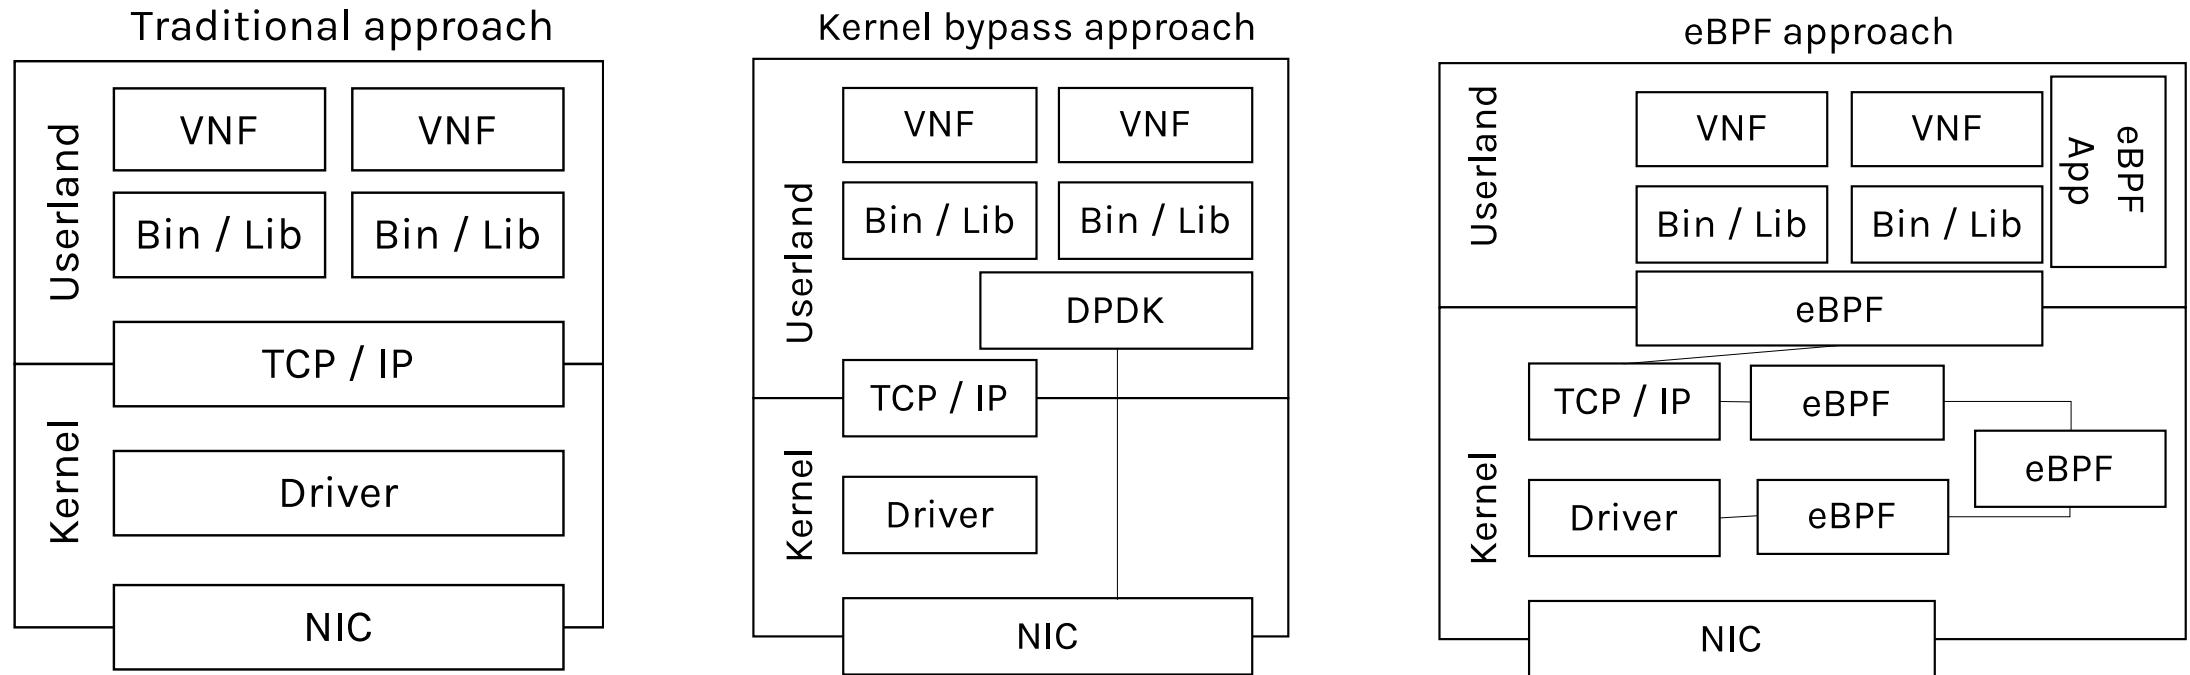 Traditional approach
Userland
VNF
VNF
Bin / Lib
Bin / Lib
TCP / IP
Kernel
Driver
NIC
Kernel bypass approach
Userland
VNF
VNF
Bin / Lib
Bin / Lib
DPDK
TCP / IP
Kernel
Driver
NIC
eBPF approach
Userland
VNF
VNF
eBPF
App
Bin / Lib
Bin / Lib
eBPF
Kernel
TCP / IP
eBPF
eBPF
Driver
eBPF
NIC